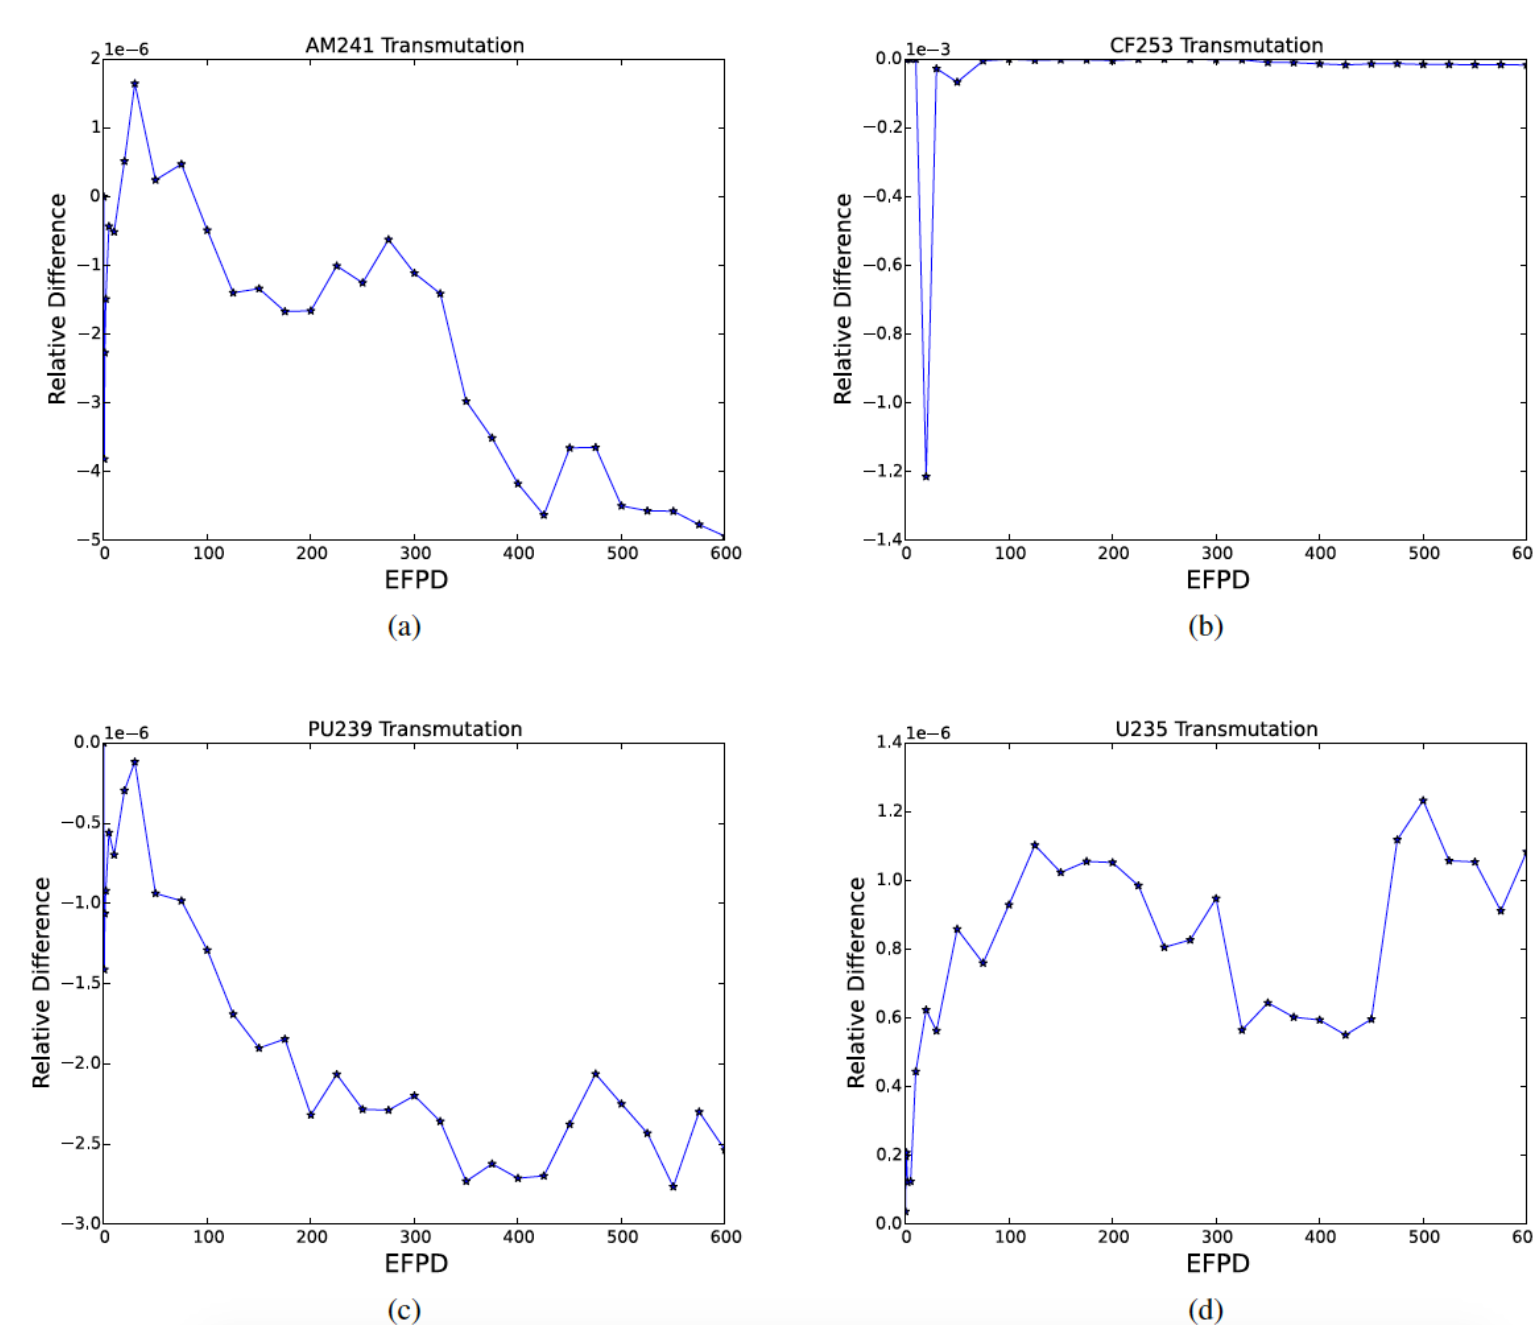 AM241 Transmutation
1e−6
2
1
0
−1
−2
−3
−4
−5
0 100 200 300 400 500 600
Relative Difference
EFPD
(a)
CF253 Transmutation
1e−3
0.0
−0.2
−0.4
−0.6
−0.8
−1.0
−1.2
−1.4
0 100 200 300 400 500 60
Relative Difference
EFPD
(b)
PU239 Transmutation
1e−6
0.0
−0.5
−1.0
−1.5
−2.0
−2.5
−3.0
0 100 200 300 400 500 600
Relative Difference
EFPD
(c)
U235 Transmutation
1e−6
1.4
1.2
1.0
0.8
0.6
0.4
0.2
0.0
0 100 200 300 400 500 60
Relative Difference
EFPD
(d)